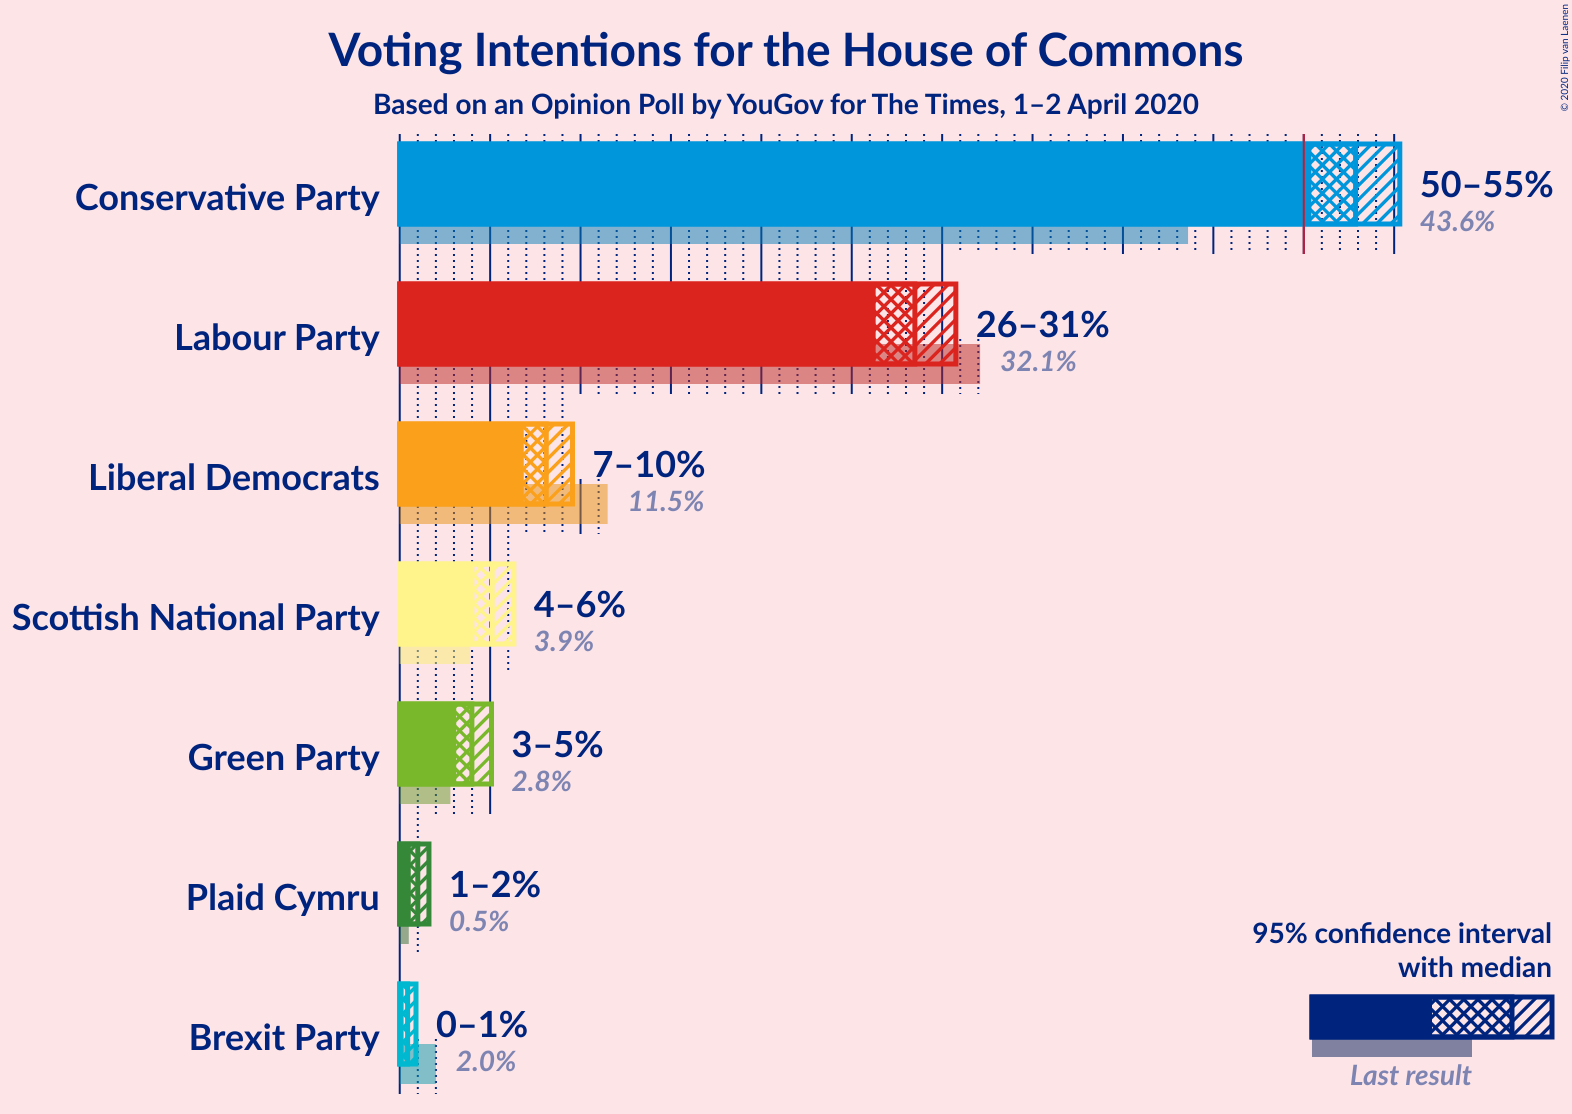 Voting Intentions for the House of Commons
Based on an Opinion Poll by YouGov for The Times, 1–2 April 2020
© 2020 Filip van Laenen
Conservative Party
50–55%
43.6%
Labour Party
26–31%
32.1%
Liberal Democrats
7–10%
11.5%
Scottish National Party
4–6%
3.9%
Green Party
3–5%
2.8%
Plaid Cymru
1–2%
0.5%
Brexit Party
0–1%
2.0%
95% confidence interval
with median
Last result